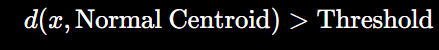 d(x, Normal Centroid) > Threshold